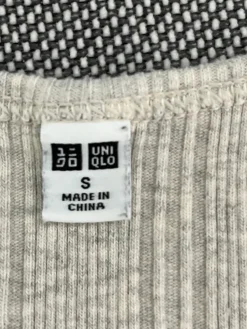 ユニ UNI
クロ QLO
S
MADE IN
CHINA